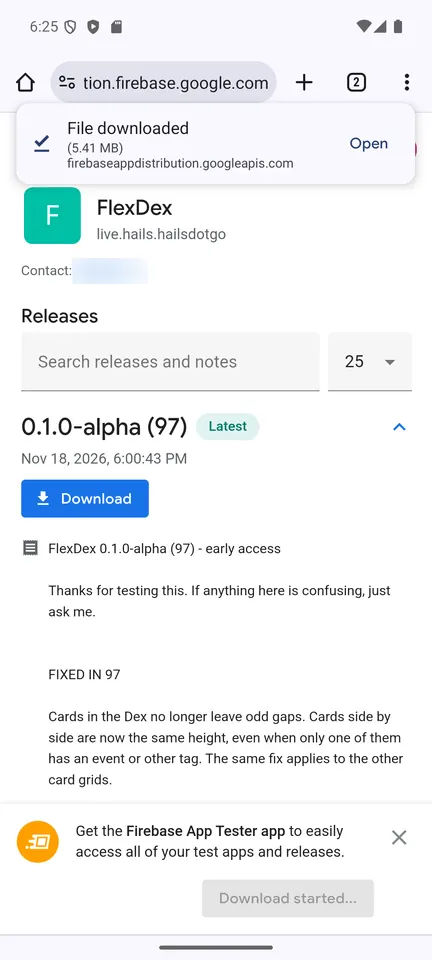 6:25
tion.firebase.google.com
2
File downloaded
(5.41 MB)
firebaseappdistribution.googleapis.com
Open
F
FlexDex
live.hails.hailsdotgo
Contact:
Releases
Search releases and notes
25
0.1.0-alpha (97)
Latest
Nov 18, 2026, 6:00:43 PM
Download
FlexDex 0.1.0-alpha (97) - early access
Thanks for testing this. If anything here is confusing, just
ask me.
FIXED IN 97
Cards in the Dex no longer leave odd gaps. Cards side by
side are now the same height, even when only one of them
has an event or other tag. The same fix applies to the other
card grids.
Get the Firebase App Tester app to easily
access all of your test apps and releases.
Download started...